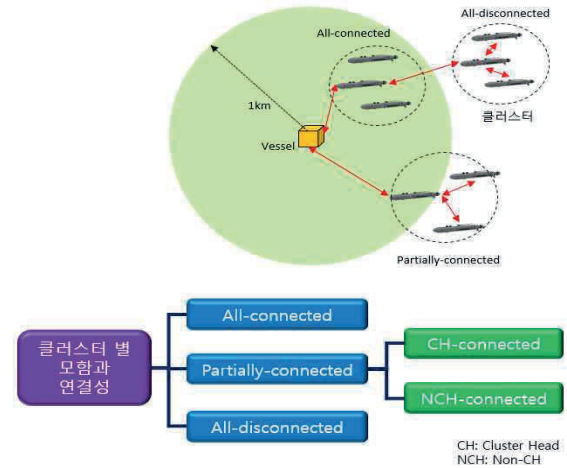 All-disconnected
All-connected
1km
클러스터
Vessel
Partially-connected
클러스터 별
모함과
연결성
All-connected
Partially-connected
All-disconnected
CH-connected
NCH-connected
CH: Cluster Head
NCH: Non-CH